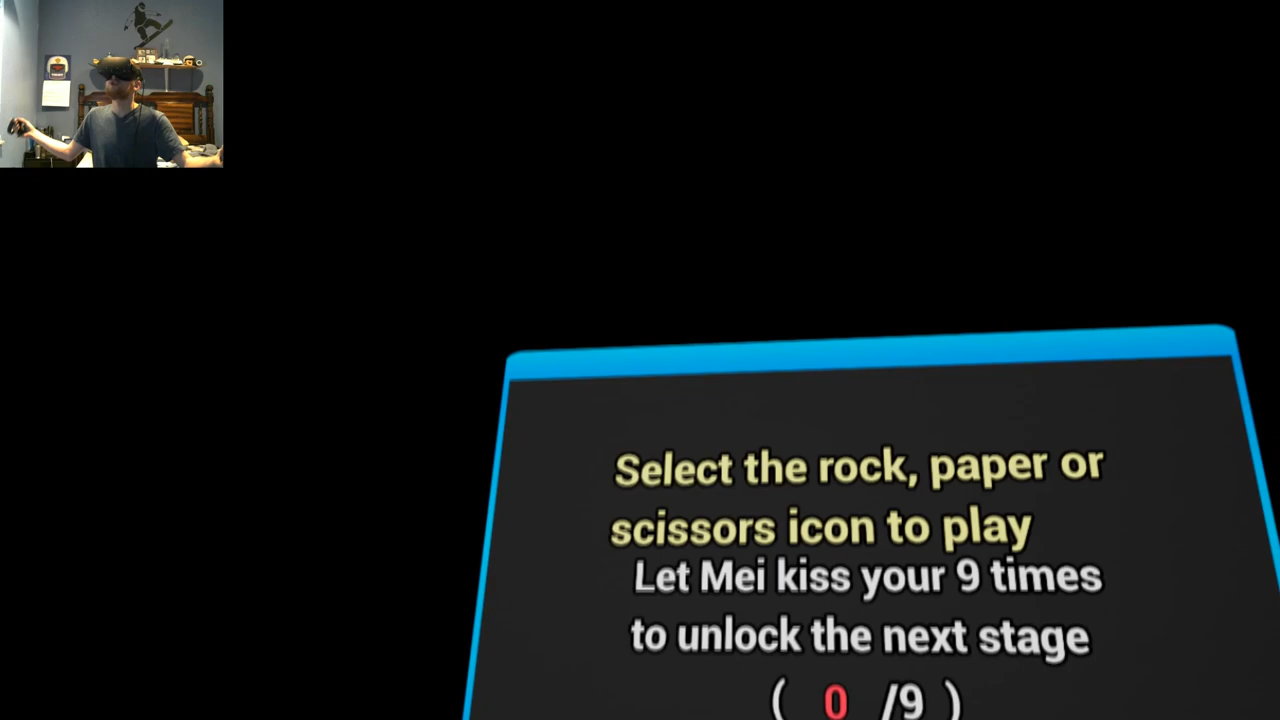 Select the rock, paper or
scissors icon to play
Let Mei kiss your 9 times
to unlock the next stage
( 0 /9 )